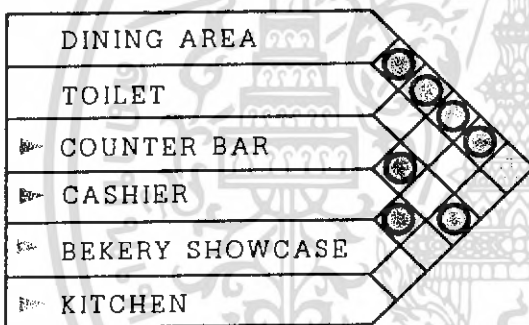 DINING AREA
TOILET
COUNTER BAR
CASHIER
BEKERY SHOWCASE
KITCHEN